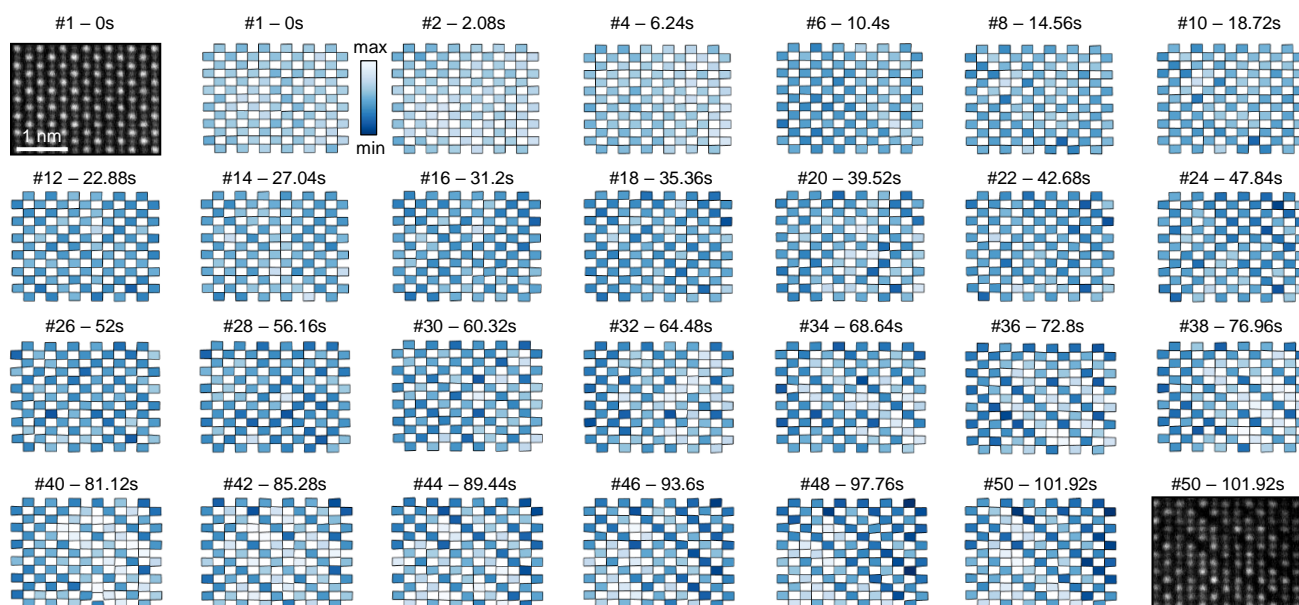 #1 – 0s
#1 – 0s
#2 – 2.08s
#4 – 6.24s
#6 – 10.4s
#8 – 14.56s
#10 – 18.72s
max
min
1 nm
#12 – 22.88s
#14 – 27.04s
#16 – 31.2s
#18 – 35.36s
#20 – 39.52s
#22 – 42.68s
#24 – 47.84s
#26 – 52s
#28 – 56.16s
#30 – 60.32s
#32 – 64.48s
#34 – 68.64s
#36 – 72.8s
#38 – 76.96s
#40 – 81.12s
#42 – 85.28s
#44 – 89.44s
#46 – 93.6s
#48 – 97.76s
#50 – 101.92s
#50 – 101.92s